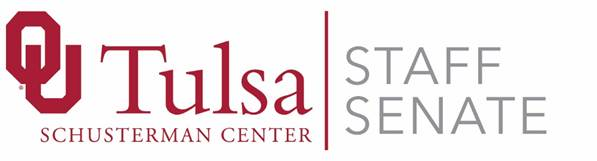 OU Tulsa
SCHUSTERMAN CENTER
STAFF
SENATE